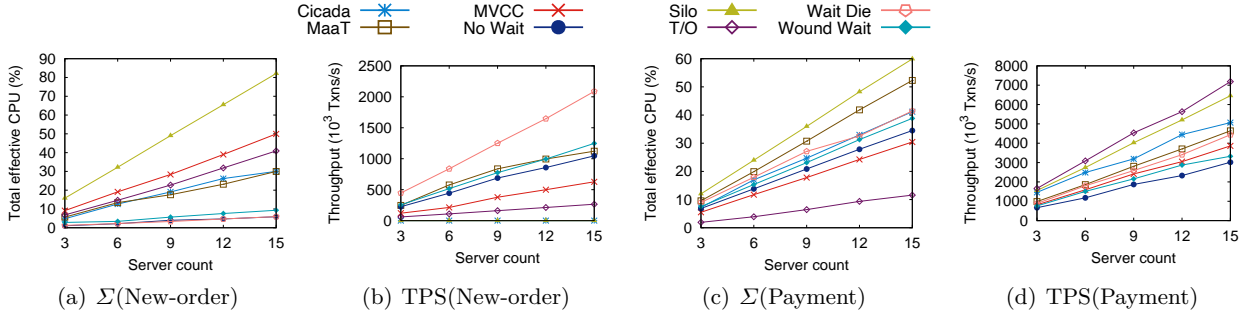 Cicada
MaaT
MVCC
No Wait
Silo
T/O
Wait Die
Wound Wait
Total effective CPU (%)
90
80
70
60
50
40
30
20
10
0
3 6 9 12 15
Server count
(a) Σ(New-order)
Throughput (10³ Txns/s)
2500
2000
1500
1000
500
0
3 6 9 12 15
Server count
(b) TPS(New-order)
Total effective CPU (%)
60
50
40
30
20
10
0
3 6 9 12 15
Server count
(c) Σ(Payment)
Throughput (10³ Txns/s)
8000
7000
6000
5000
4000
3000
2000
1000
0
3 6 9 12 15
Server count
(d) TPS(Payment)